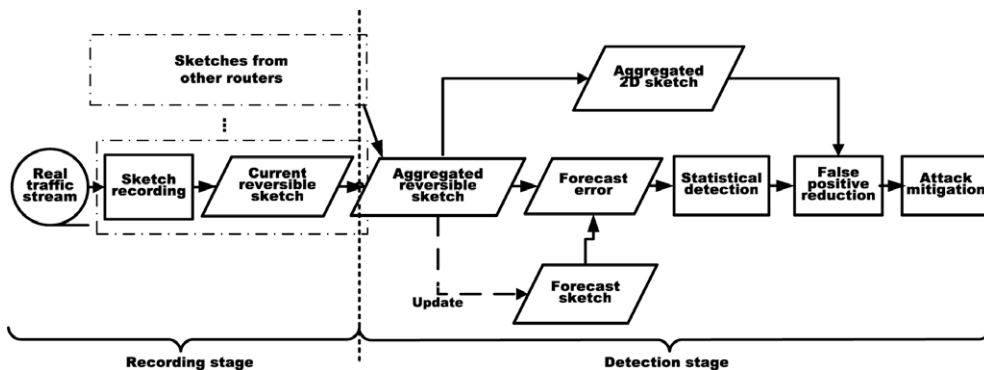 Sketches from
other routers
Aggregated
2D sketch
Real
traffic
stream
Sketch
recording
Current
reversible
sketch
Aggregated
reversible
sketch
Forecast
error
Statistical
detection
False
positive
reduction
Attack
mitigation
Update
Forecast
sketch
Recording stage
Detection stage